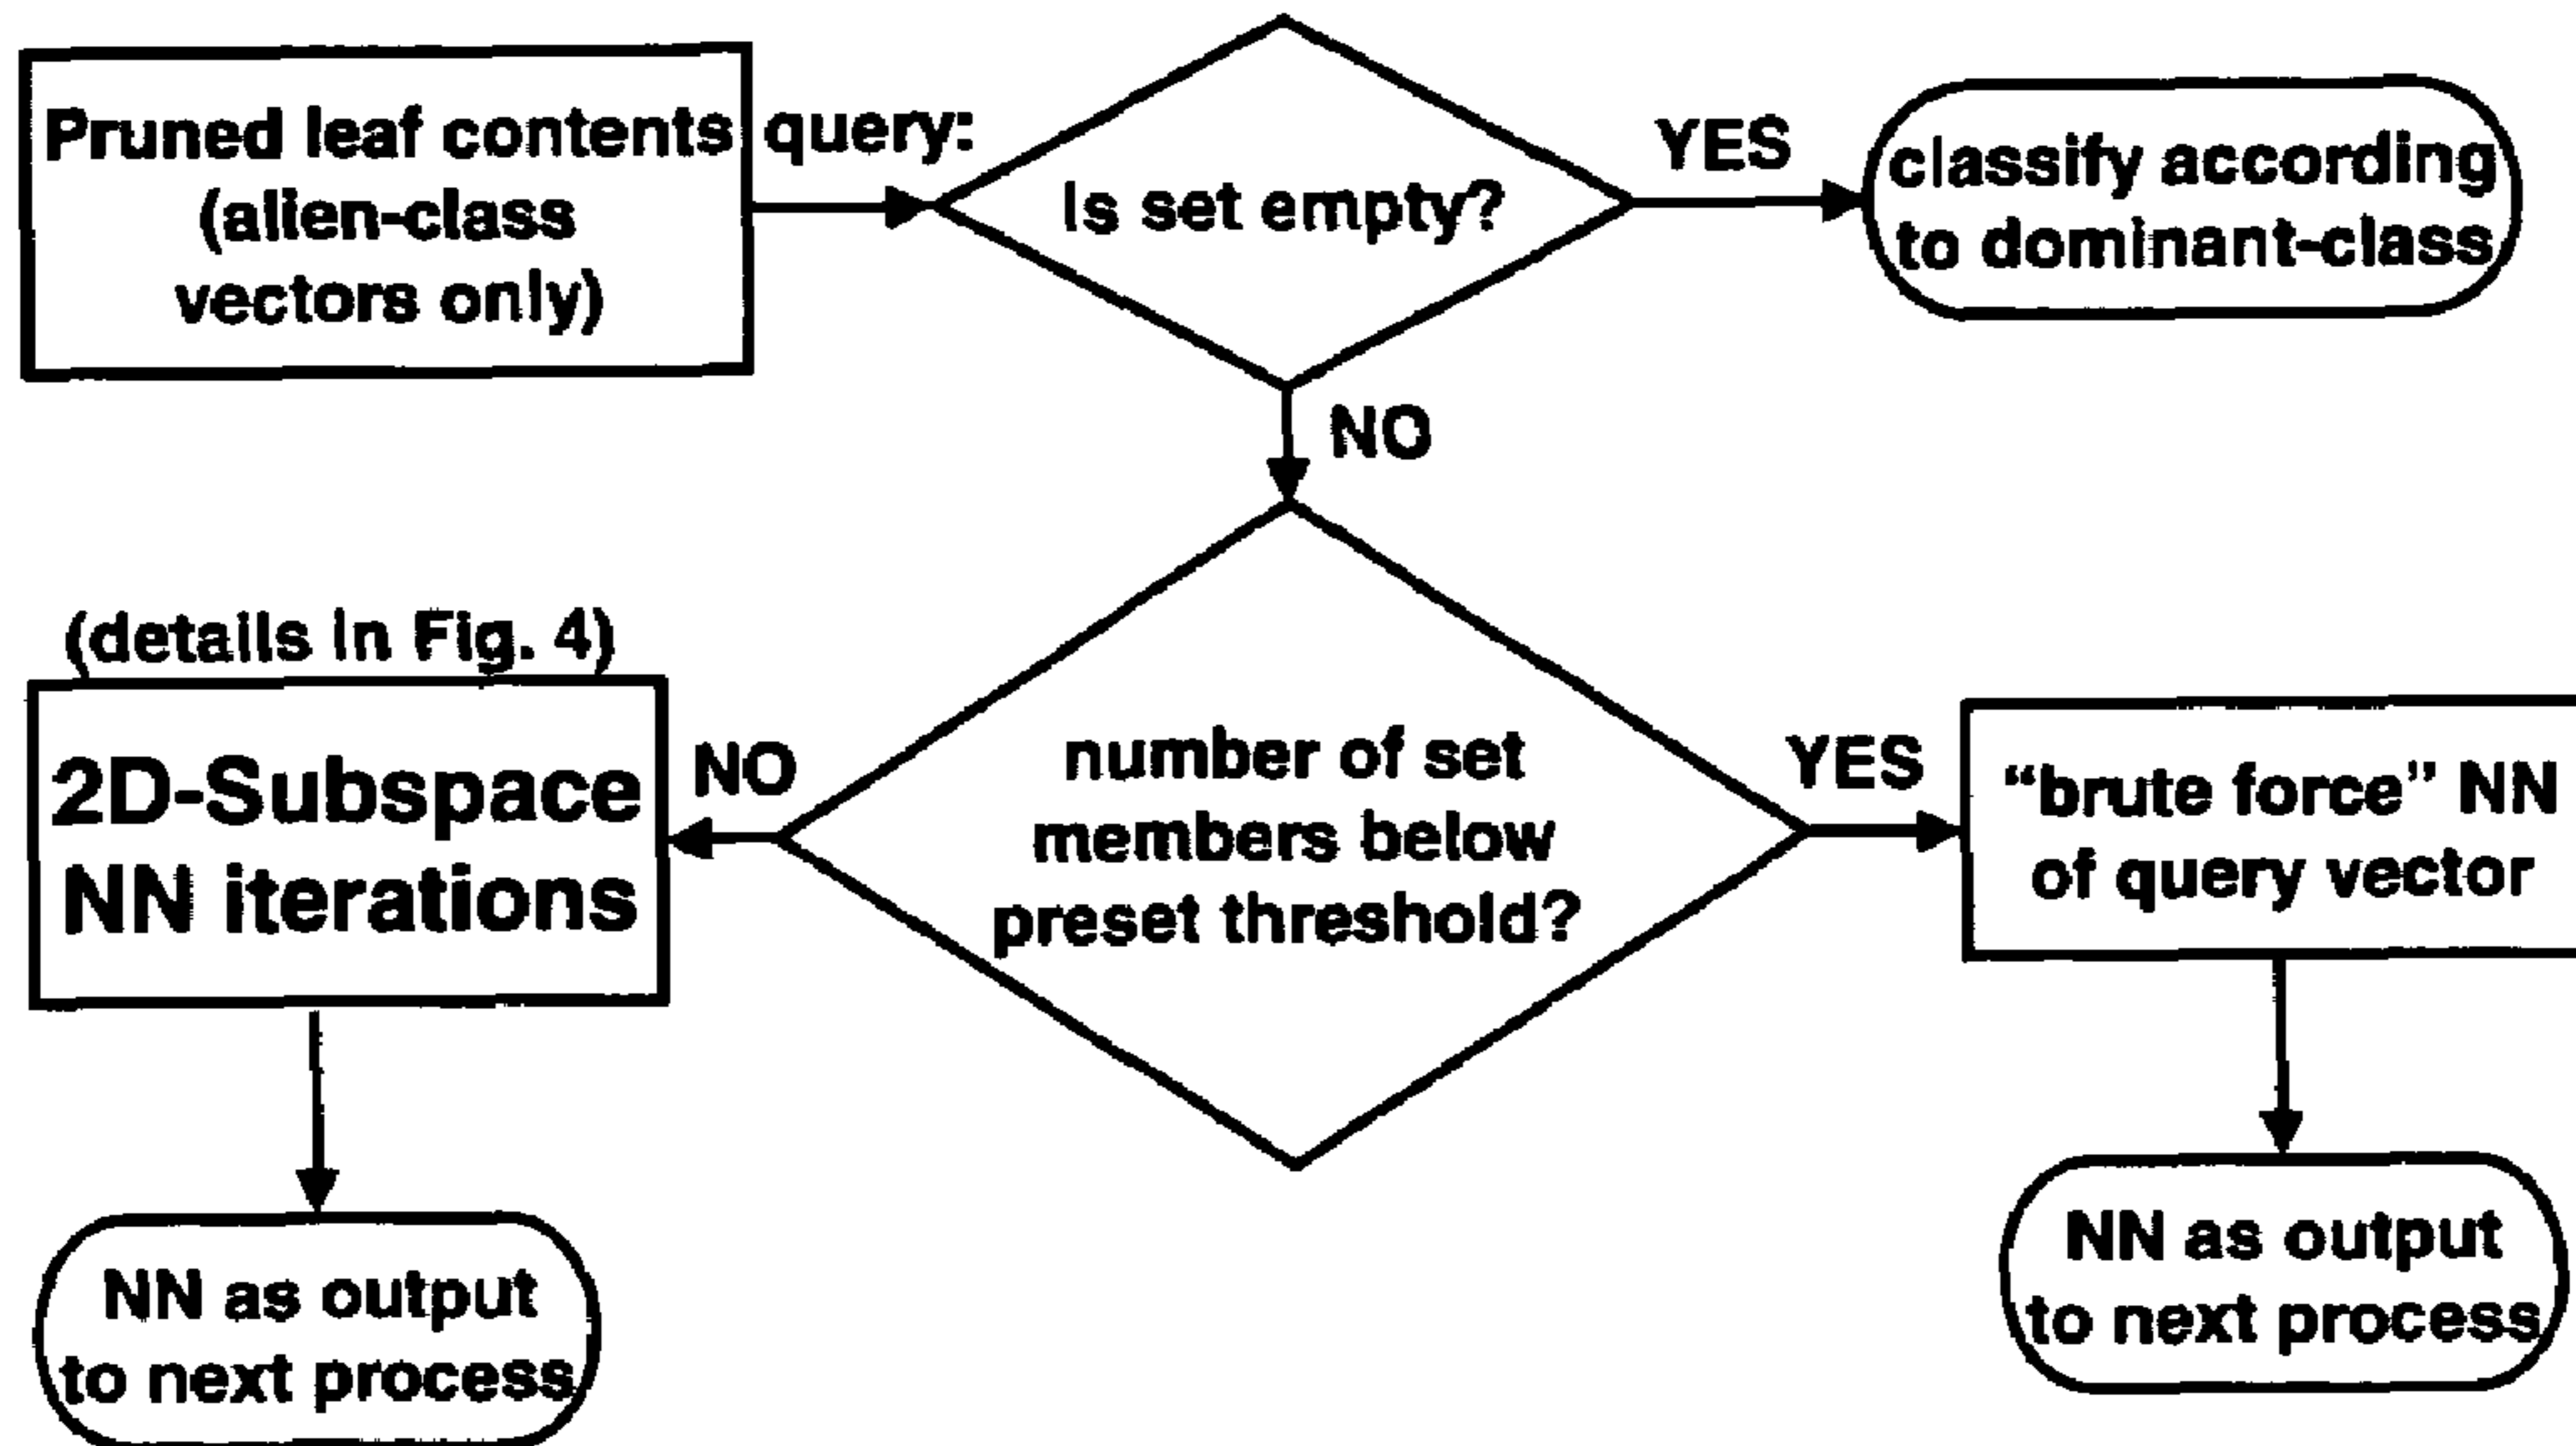 Pruned leaf contents
(alien-class
vectors only)
query:
Is set empty?
YES
classify according
to dominant-class
NO
(details in Fig. 4)
2D-Subspace
NN iterations
NO
number of set
members below
preset threshold?
YES
“brute force” NN
of query vector
NN as output
to next process
NN as output
to next process